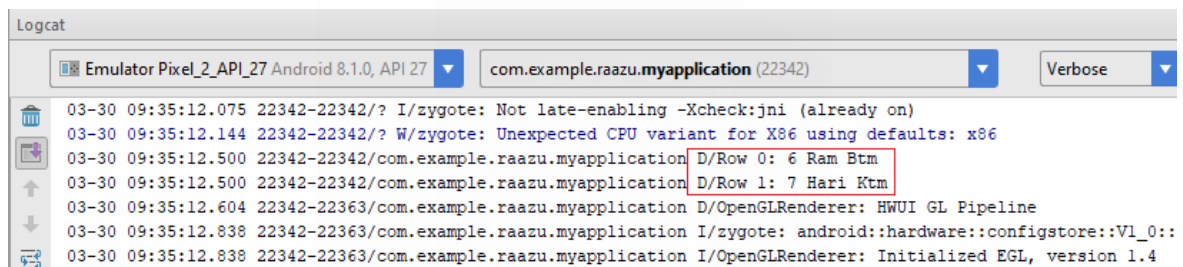 Logcat
Emulator Pixel_2_API_27 Android 8.1.0, API 27 com.example.raazu.myapplication (22342) Verbose
03-30 09:35:12.075 22342-22342/? I/zygote: Not late-enabling -Xcheck:jni (already on)
03-30 09:35:12.144 22342-22342/? W/zygote: Unexpected CPU variant for X86 using defaults: x86
03-30 09:35:12.500 22342-22342/com.example.raazu.myapplication D/Row 0: 6 Ram Btm
03-30 09:35:12.500 22342-22342/com.example.raazu.myapplication D/Row 1: 7 Hari Ktm
03-30 09:35:12.604 22342-22363/com.example.raazu.myapplication D/OpenGLRenderer: HWUI GL Pipeline
03-30 09:35:12.838 22342-22363/com.example.raazu.myapplication I/zygote: android::hardware::configstore::V1_0::
03-30 09:35:12.838 22342-22363/com.example.raazu.myapplication I/OpenGLRenderer: Initialized EGL, version 1.4